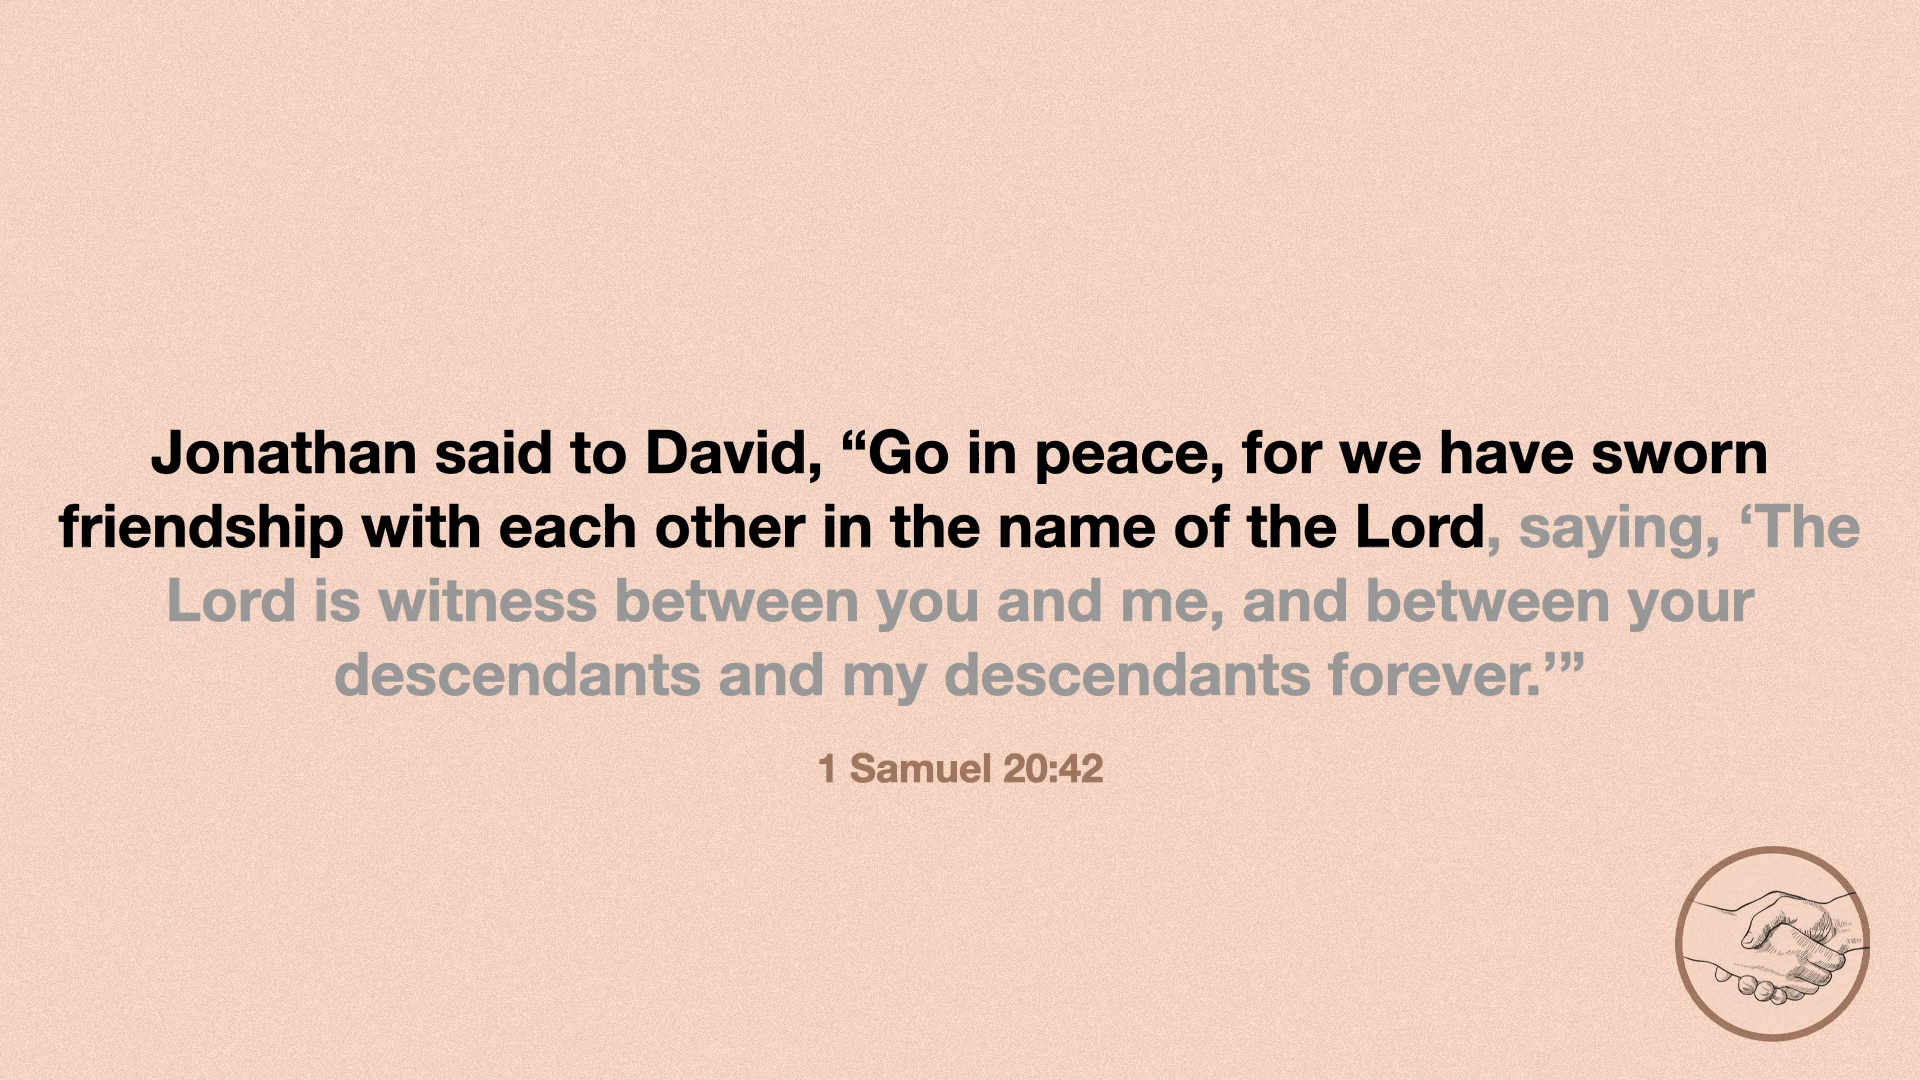 Jonathan said to David, “Go in peace, for we have sworn
friendship with each other in the name of the Lord, saying, ‘The
Lord is witness between you and me, and between your
descendants and my descendants forever.’”
1 Samuel 20:42